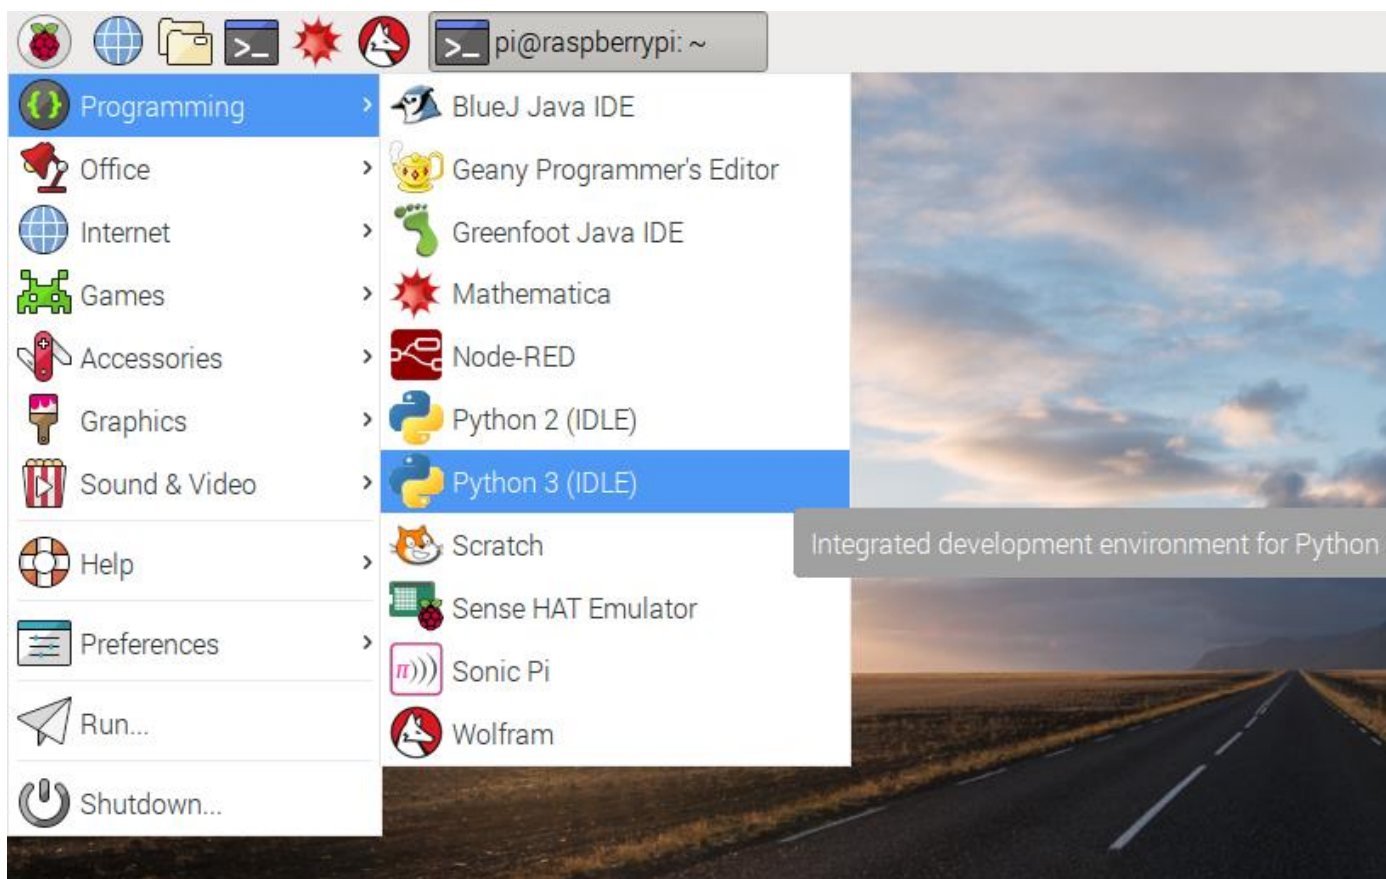 pi@raspberrypi: ~
Programming
Office
Internet
Games
Accessories
Graphics
Sound & Video
Help
Preferences
Run...
Shutdown...
BlueJ Java IDE
Geany Programmer's Editor
Greenfoot Java IDE
Mathematica
Node-RED
Python 2 (IDLE)
Python 3 (IDLE)
Scratch
Sense HAT Emulator
Sonic Pi
Wolfram
Integrated development environment for Python